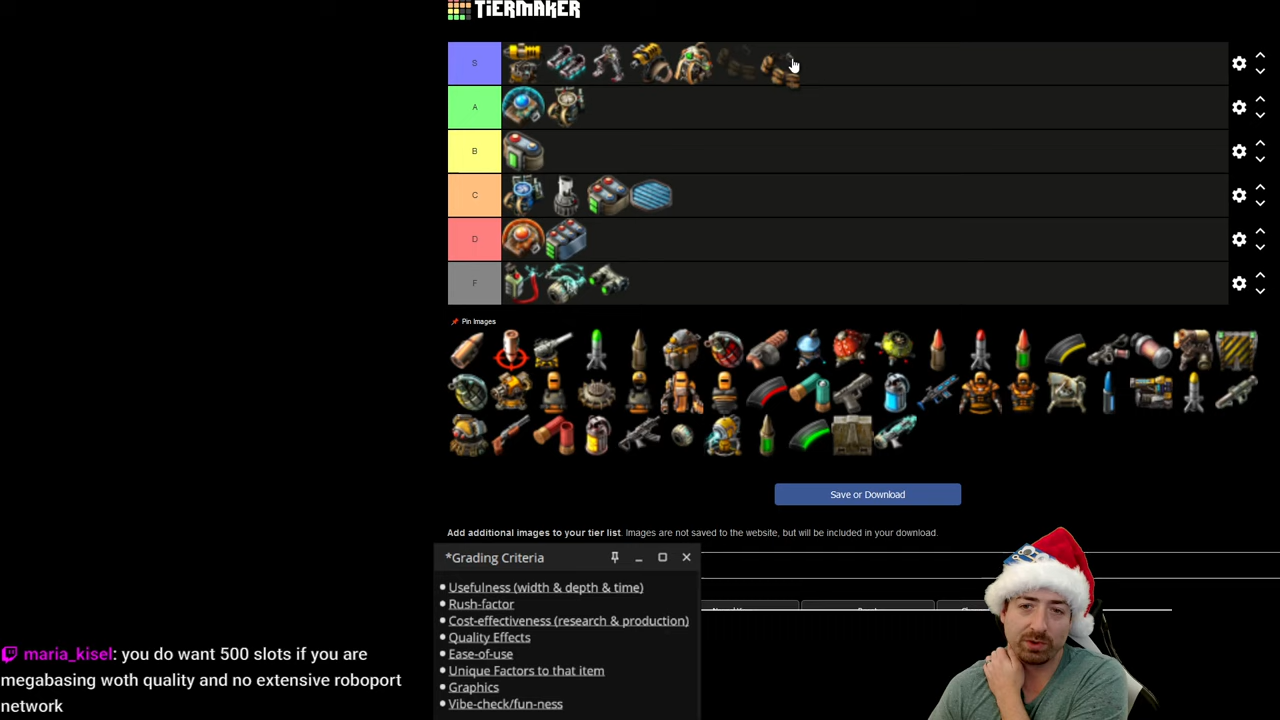 TiERMAKER
S
A
B
C
D
F
Pin Images
Save or Download
Add additional images to your tier list. Images are not saved to the website, but will be included in your download.
*Grading Criteria
Usefulness (width & depth & time)
Rush-factor
Cost-effectiveness (research & production)
Quality Effects
Ease-of-use
Unique Factors to that item
Graphics
Vibe-check/fun-ness
maria_kisel: you do want 500 slots if you are
megabasing woth quality and no extensive roboport
network